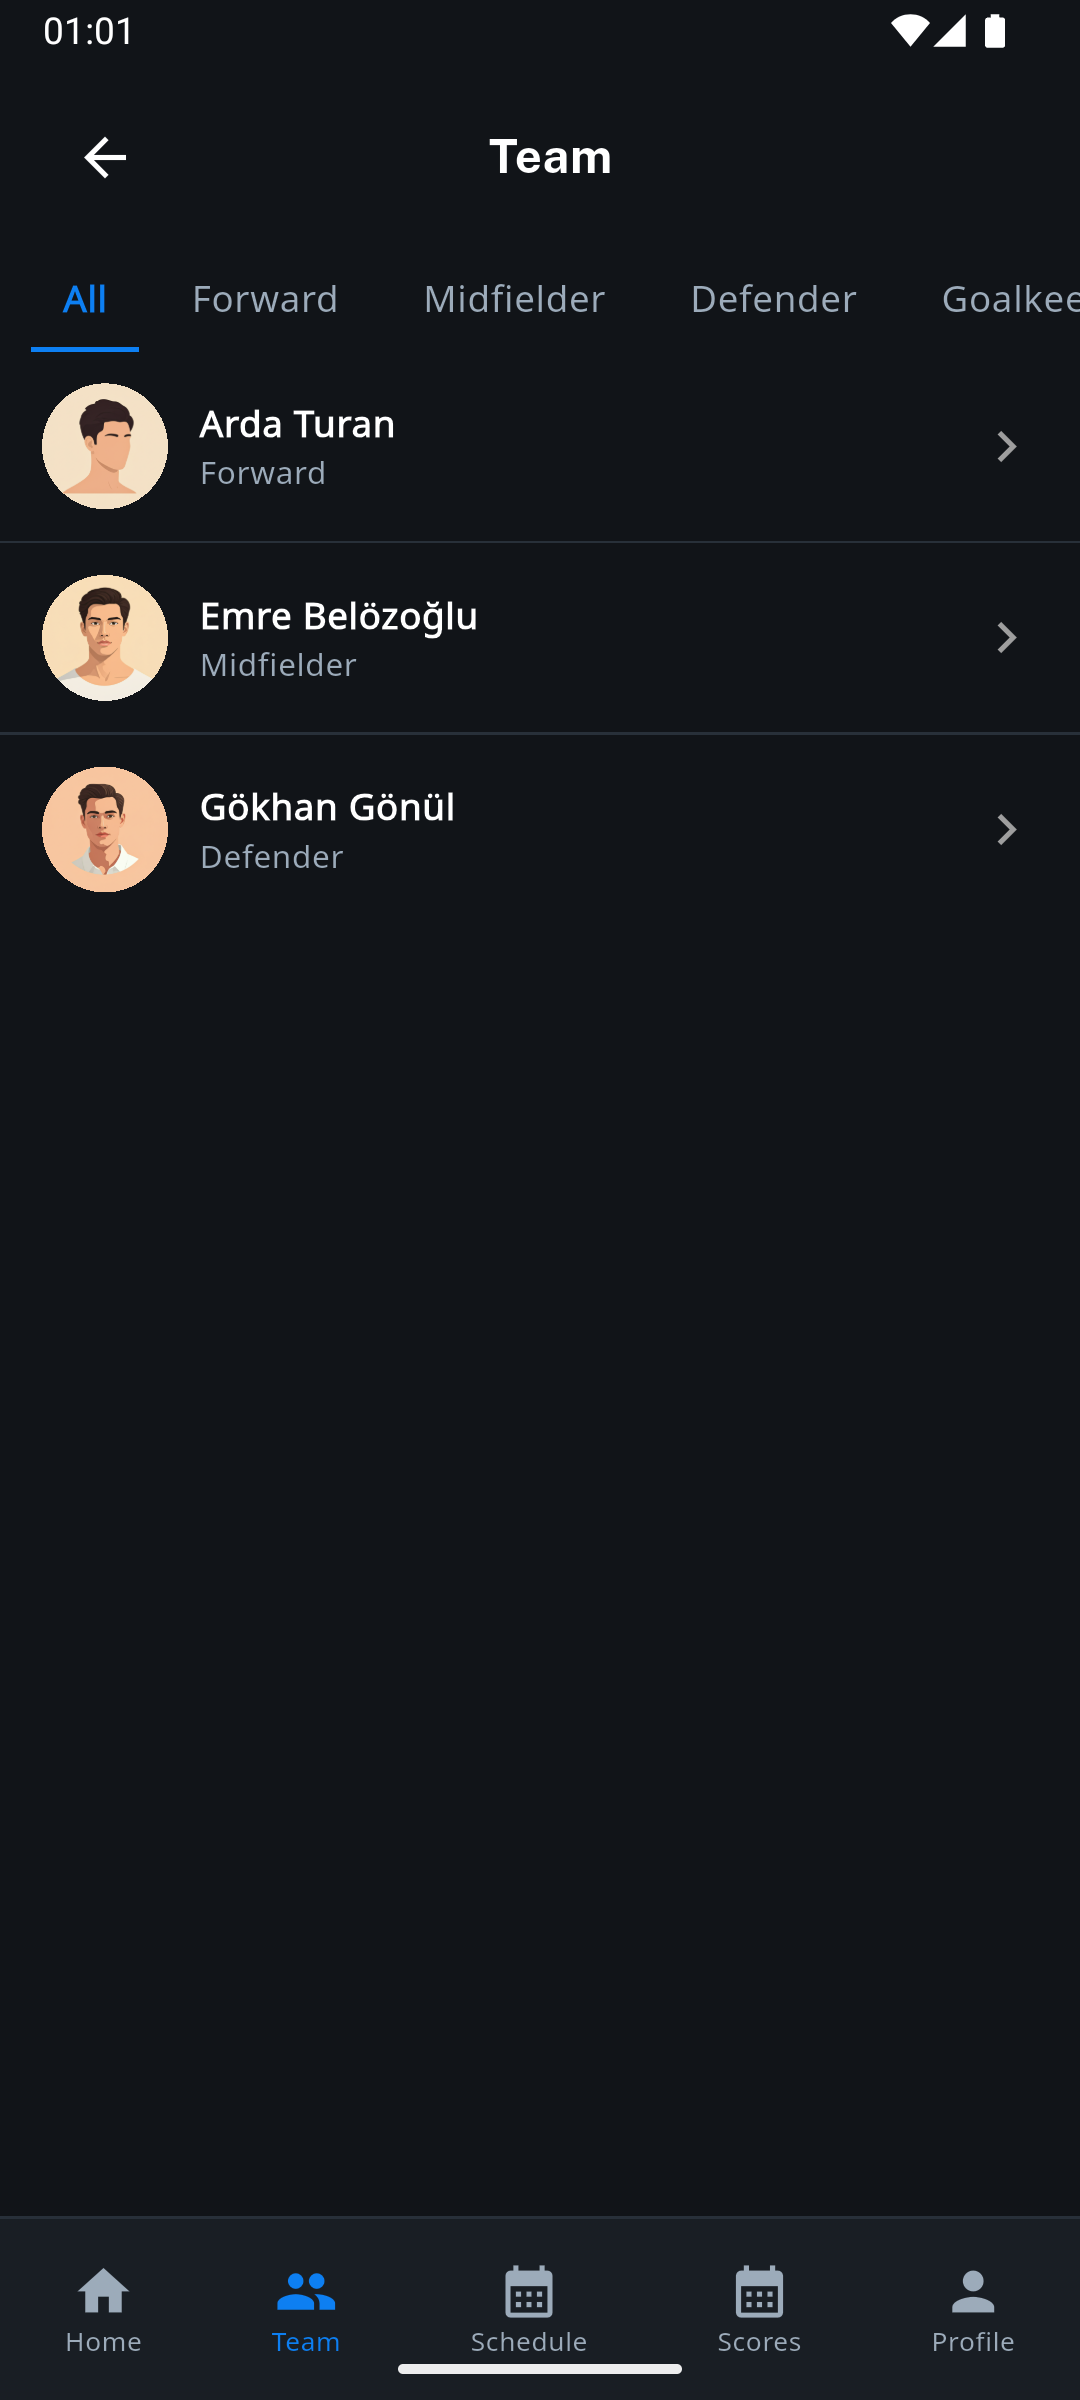 01:01
Team
All Forward Midfielder Defender Goalkee
Arda Turan
Forward
Emre Belözoğlu
Midfielder
Gökhan Gönül
Defender
Home Team Schedule Scores Profile